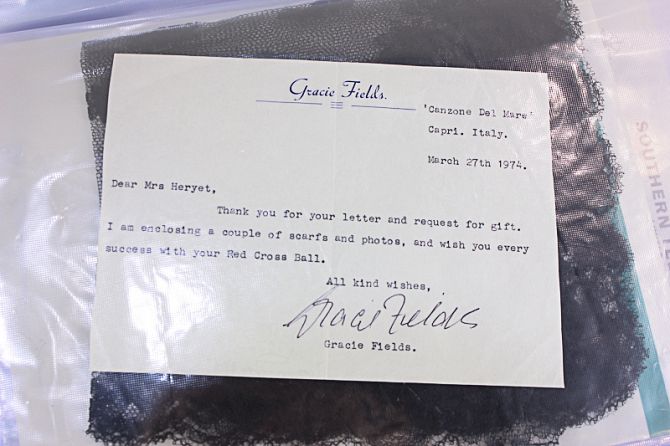 Gracie Fields.
'Canzone Del Mare'
Capri. Italy.
March 27th 1974.
Dear Mrs Heryet,
Thank you for your letter and request for gift.
I am enclosing a couple of scarfs and photos, and wish you every
success with your Red Cross Ball.
All kind wishes,
Gracie Fields
Gracie Fields.
SOUTHERN